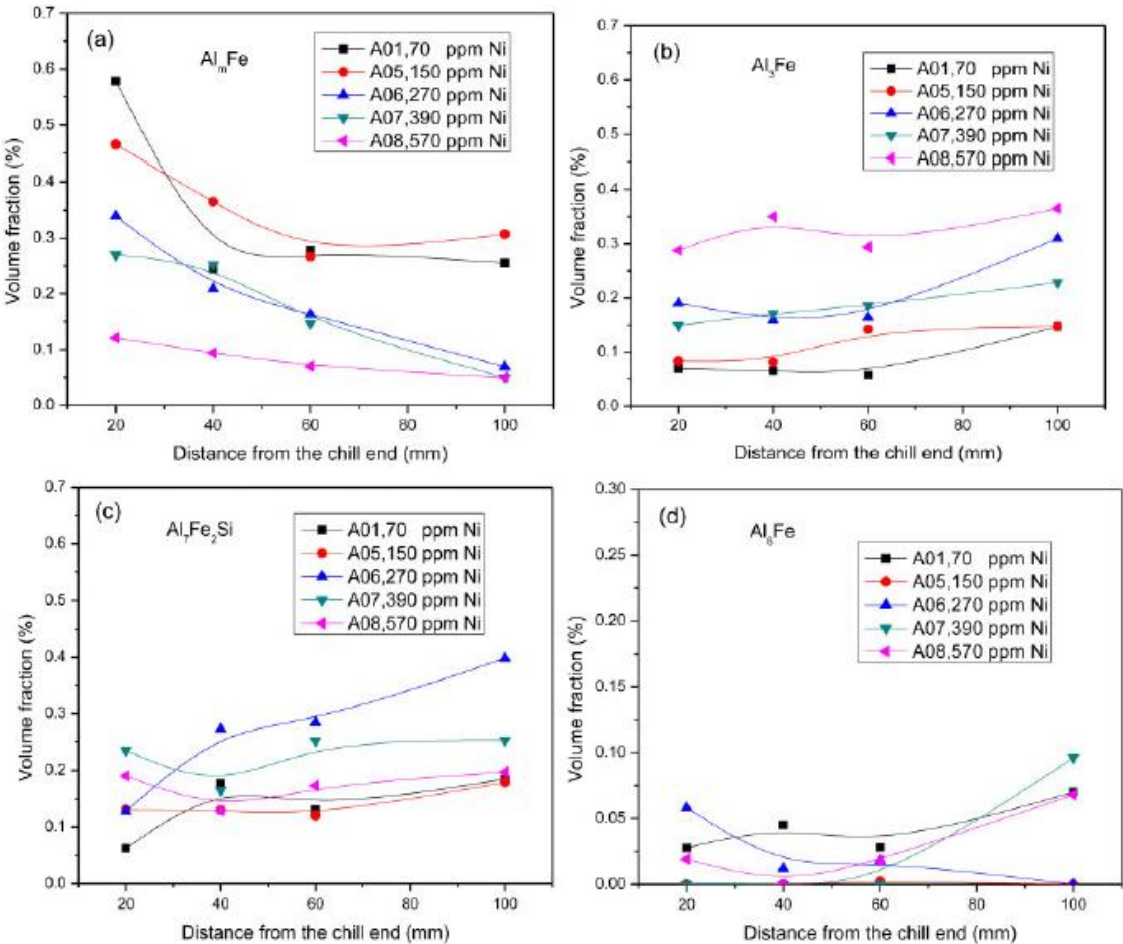 (a)
Al_mFe
A01,70 ppm Ni
A05,150 ppm Ni
A06,270 ppm Ni
A07,390 ppm Ni
A08,570 ppm Ni
Volume fraction (%)
0.7
0.6
0.5
0.4
0.3
0.2
0.1
0.0
20 40 60 80 100
Distance from the chill end (mm)
(b)
Al₃Fe
A01,70 ppm Ni
A05,150 ppm Ni
A06,270 ppm Ni
A07,390 ppm Ni
A08,570 ppm Ni
Volume fraction (%)
0.7
0.6
0.5
0.4
0.3
0.2
0.1
0.0
20 40 60 80 100
Distance from the chill end (mm)
(c)
Al₇Fe₂Si
A01,70 ppm Ni
A05,150 ppm Ni
A06,270 ppm Ni
A07,390 ppm Ni
A08,570 ppm Ni
Volume fraction (%)
0.7
0.6
0.5
0.4
0.3
0.2
0.1
0.0
20 40 60 80 100
Distance from the chill end (mm)
(d)
Al₆Fe
A01,70 ppm Ni
A05,150 ppm Ni
A06,270 ppm Ni
A07,390 ppm Ni
A08,570 ppm Ni
Volume fraction (%)
0.30
0.25
0.20
0.15
0.10
0.05
0.00
20 40 60 80 100
Distance from the chill end (mm)